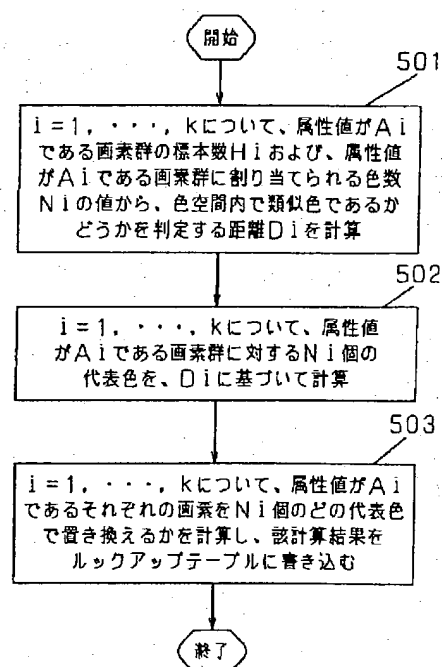 開始
501
i=1,・・・,kについて、属性値がAi
である画素群の標本数Hiおよび、属性値
がAiである画素群に割り当てられる色数
Niの値から、色空間内で類似色であるか
どうかを判定する距離Diを計算
502
i=1,・・・,kについて、属性値
がAiである画素群に対するNi個の
代表色を、Diに基づいて計算
503
i=1,・・・,kについて、属性値がAi
であるそれぞれの画素をNi個のどの代表色
で置き換えるかを計算し、該計算結果を
ルックアップテーブルに書き込む
終了